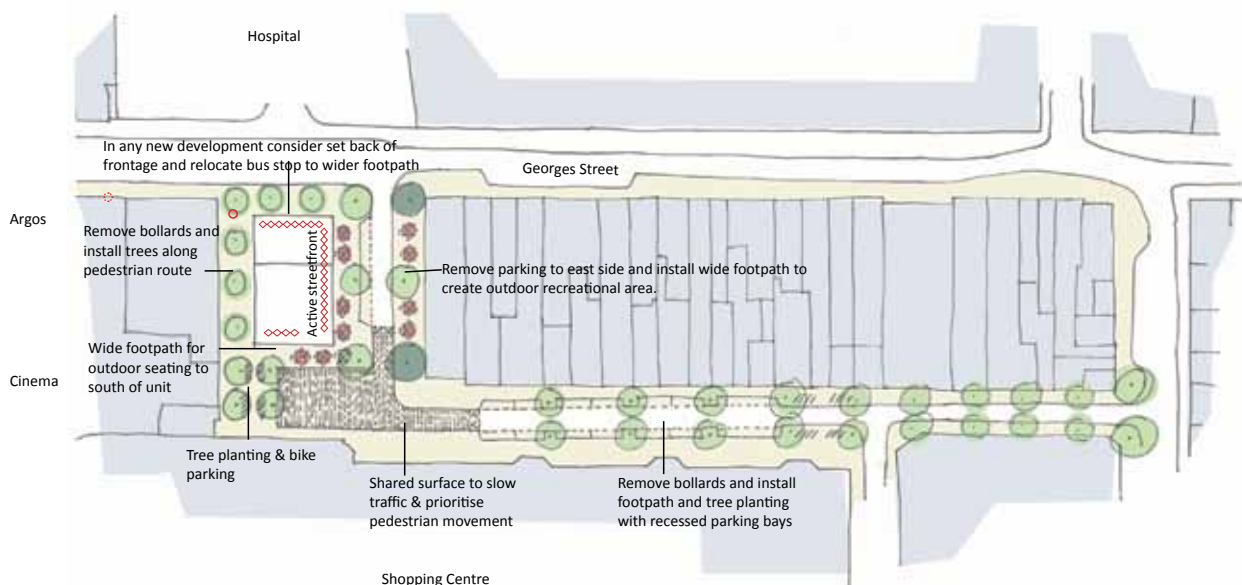 Hospital
In any new development consider set back of
frontage and relocate bus stop to wider footpath
Georges Street
Argos
Remove bollards and
install trees along
pedestrian route
Active streetfront
Remove parking to east side and install wide footpath to
create outdoor recreational area.
Wide footpath for
outdoor seating to
south of unit
Cinema
Tree planting & bike
parking
Shared surface to slow
traffic & prioritise
pedestrian movement
Remove bollards and install
footpath and tree planting
with recessed parking bays
Shopping Centre